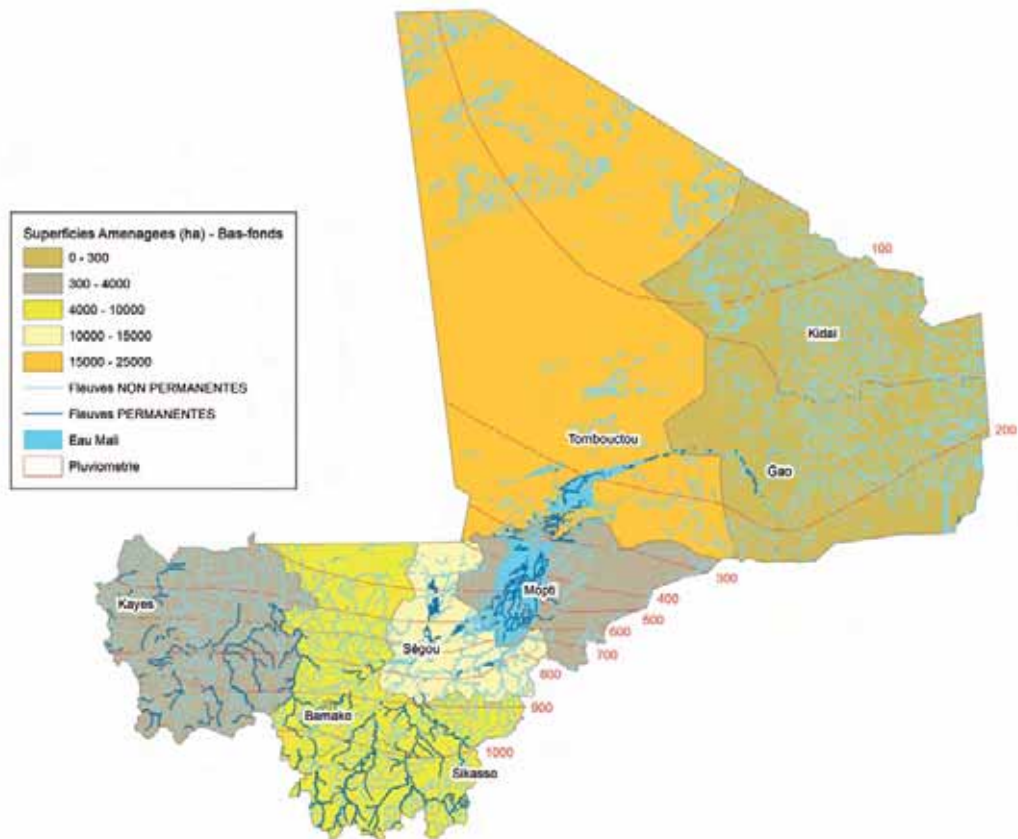 Superficies Amenagees (ha) - Bas-fonds
0 - 300
300 - 4000
4000 - 10000
10000 - 15000
15000 - 25000
Fleuves NON PERMANENTES
Fleuves PERMANENTES
Eau Mali
Pluviometrie
100
Kidal
200
Tombouctou
Gao
300
400
500
600
700
800
900
1000
Mopti
Kayes
Ségou
Bamako
Sikasso